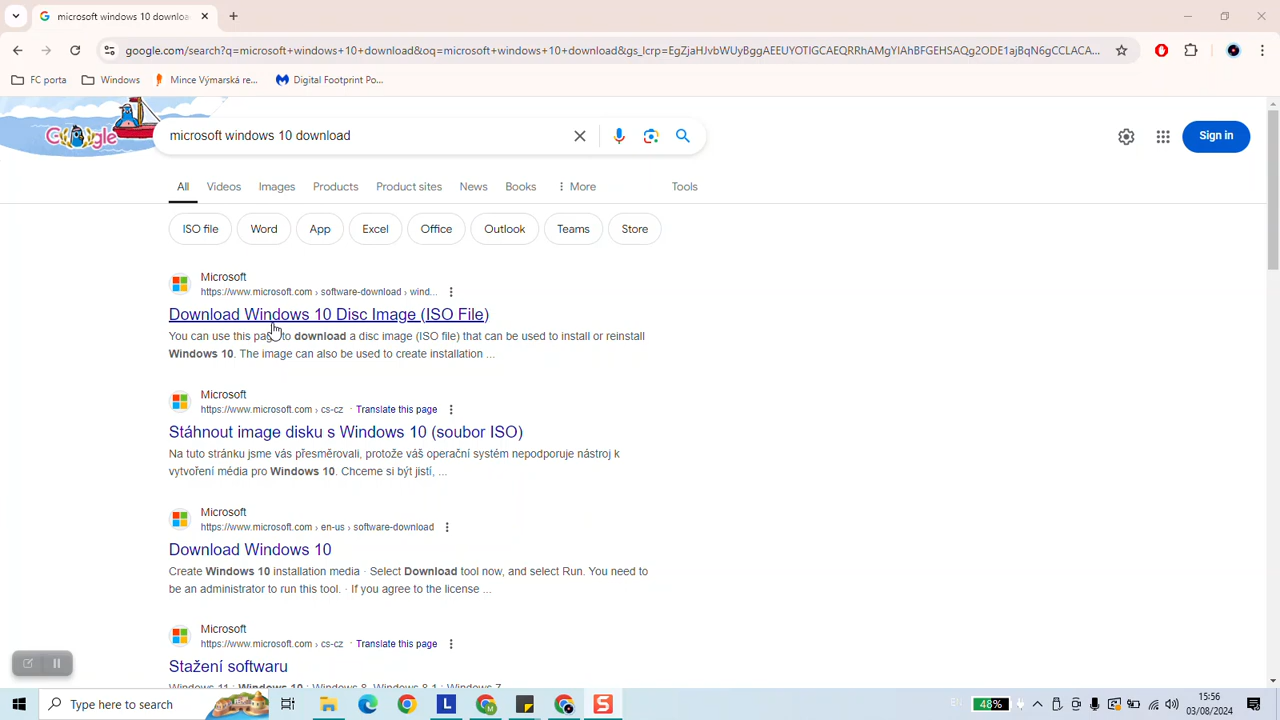 microsoft windows 10 downloa
google.com/search?q=microsoft+windows+10+download&oq=microsoft+windows+10+download&gs_lcrp=EgZjaHJvbWUyBggAEEUYOTIGCAEQRRhAMgYIAhBFGEHSAQg2ODE1ajBqN6gCCLACA...
FC porta
Windows
Mince Výmarská re...
Digital Footprint Po...
Google
microsoft windows 10 download
Sign in
All
Videos
Images
Products
Product sites
News
Books
More
Tools
ISO file
Word
App
Excel
Office
Outlook
Teams
Store
Microsoft
https://www.microsoft.com › software-download › wind...
Download Windows 10 Disc Image (ISO File)
You can use this page to download a disc image (ISO file) that can be used to install or reinstall
Windows 10. The image can also be used to create installation ...
Microsoft
https://www.microsoft.com › cs-cz · Translate this page
Stáhnout image disku s Windows 10 (soubor ISO)
Na tuto stránku jsme vás přesměrovali, protože váš operační systém nepodporuje nástroj k
vytvoření média pro Windows 10. Chceme si být jistí, ...
Microsoft
https://www.microsoft.com › en-us › software-download
Download Windows 10
Create Windows 10 installation media · Select Download tool now, and select Run. You need to
be an administrator to run this tool. · If you agree to the license ...
Microsoft
https://www.microsoft.com › cs-cz · Translate this page
Stažení softwaru
Windows 11 · Windows 10 · Windows 8, Windows 8.1 · Windows 7
Type here to search
L
S
48%
15:56
03/08/2024